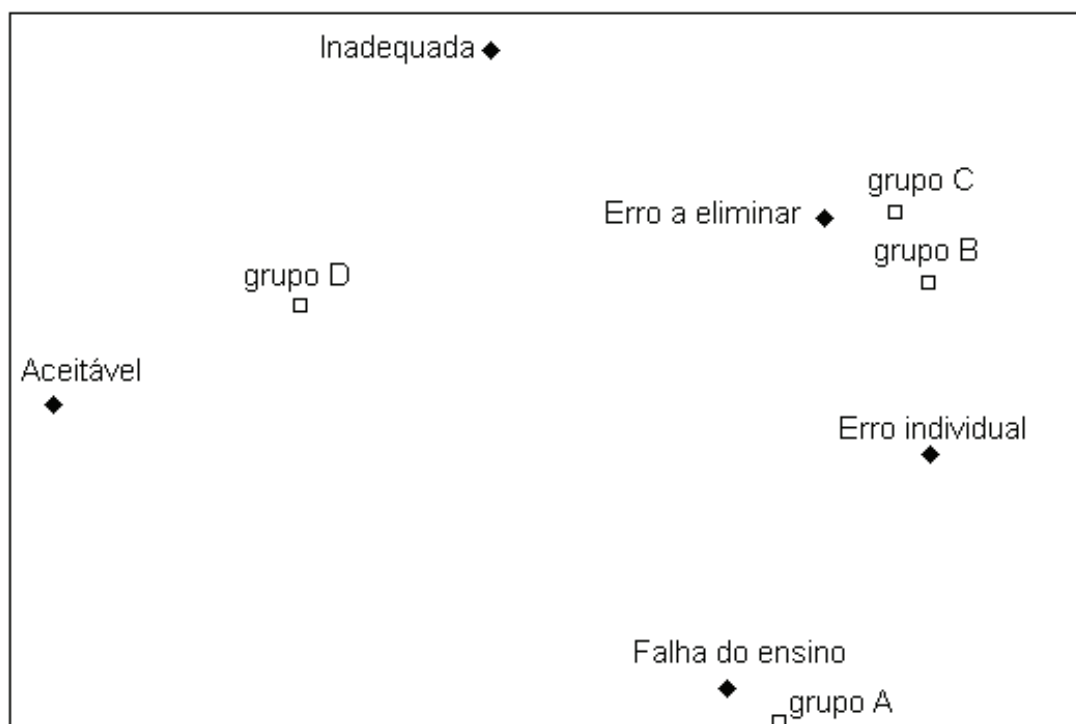 Inadequada
grupo C
Erro a eliminar
grupo B
grupo D
Aceitável
Erro individual
Falha do ensino
grupo A